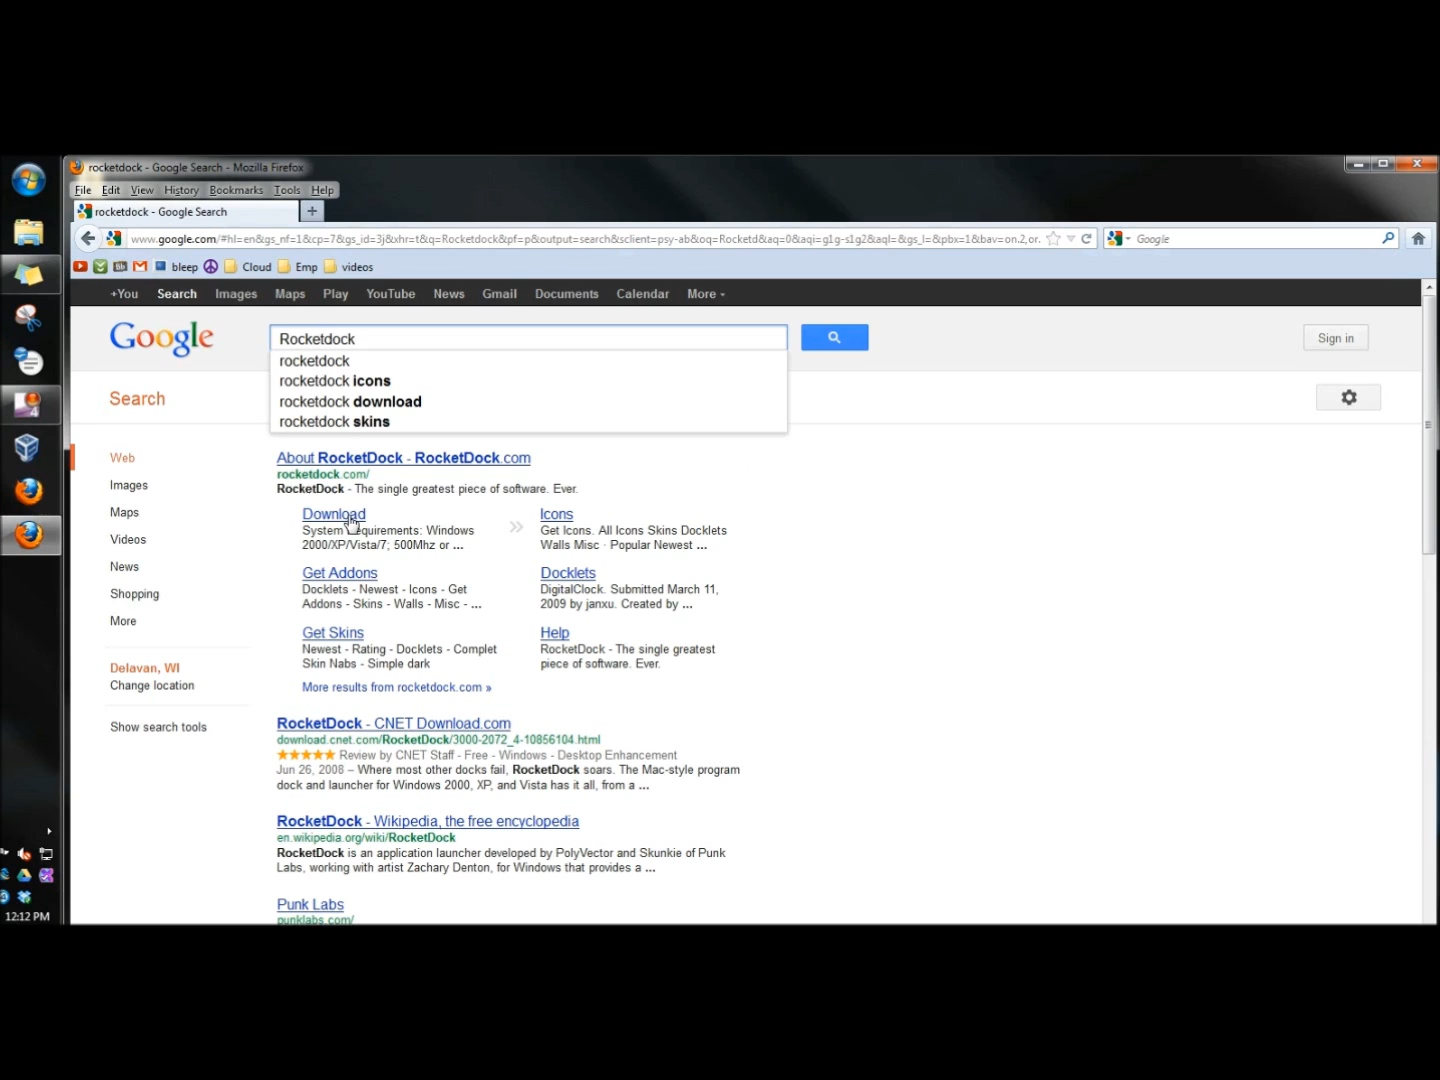 rocketdock - Google Search - Mozilla Firefox
File Edit View History Bookmarks Tools Help
rocketdock - Google Search +
www.google.com/#hl=en&gs_nf=1&cp=7&gs_id=3j&xhr=t&q=Rocketdock&pf=p&output=search&sclient=psy-ab&oq=Rocketd&aq=0&aqi=g1g-s1g2&aql=&gs_l=&pbx=1&bav=on.2,or. Google
Bb bleep Cloud Emp videos
+You Search Images Maps Play YouTube News Gmail Documents Calendar More
Google Rocketdock Sign in
rocketdock
rocketdock icons
rocketdock download
rocketdock skins
Search
Web
Images
Maps
Videos
News
Shopping
More
Delavan, WI
Change location
Show search tools
About RocketDock - RocketDock.com
rocketdock.com/
RocketDock - The single greatest piece of software. Ever.
Download
System requirements: Windows
2000/XP/Vista/7; 500Mhz or ...
Icons
Get Icons. All Icons Skins Docklets
Walls Misc · Popular Newest ...
Get Addons
Docklets - Newest - Icons - Get
Addons - Skins - Walls - Misc - ...
Docklets
DigitalClock. Submitted March 11,
2009 by janxu. Created by ...
Get Skins
Newest - Rating - Docklets - Complet
Skin Nabs - Simple dark
Help
RocketDock - The single greatest
piece of software. Ever.
More results from rocketdock.com »
RocketDock - CNET Download.com
download.cnet.com/RocketDock/3000-2072_4-10856104.html
Review by CNET Staff - Free - Windows - Desktop Enhancement
Jun 26, 2008 – Where most other docks fail, RocketDock soars. The Mac-style program
dock and launcher for Windows 2000, XP, and Vista has it all, from a ...
RocketDock - Wikipedia, the free encyclopedia
en.wikipedia.org/wiki/RocketDock
RocketDock is an application launcher developed by PolyVector and Skunkie of Punk
Labs, working with artist Zachary Denton, for Windows that provides a ...
Punk Labs
punklabs.com/
12:12 PM